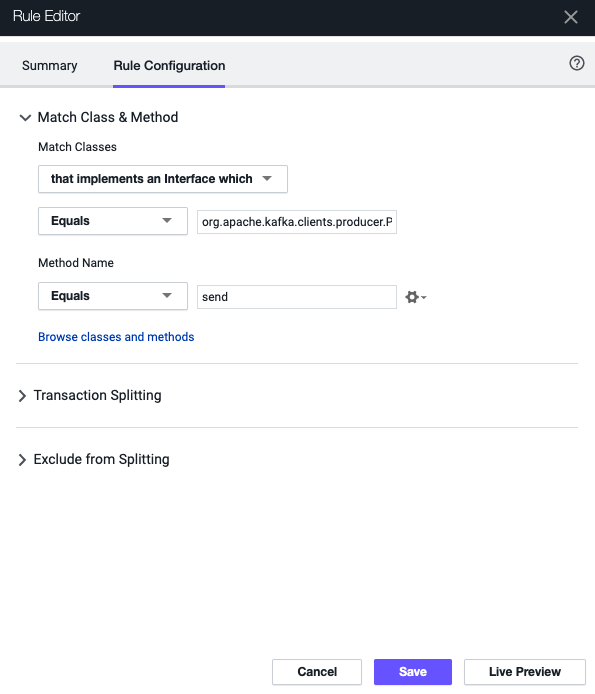 Rule Editor
Summary
Rule Configuration
Match Class & Method
Match Classes
that implements an Interface which
Equals
org.apache.kafka.clients.producer.P
Method Name
Equals
send
Browse classes and methods
Transaction Splitting
Exclude from Splitting
Cancel
Save
Live Preview